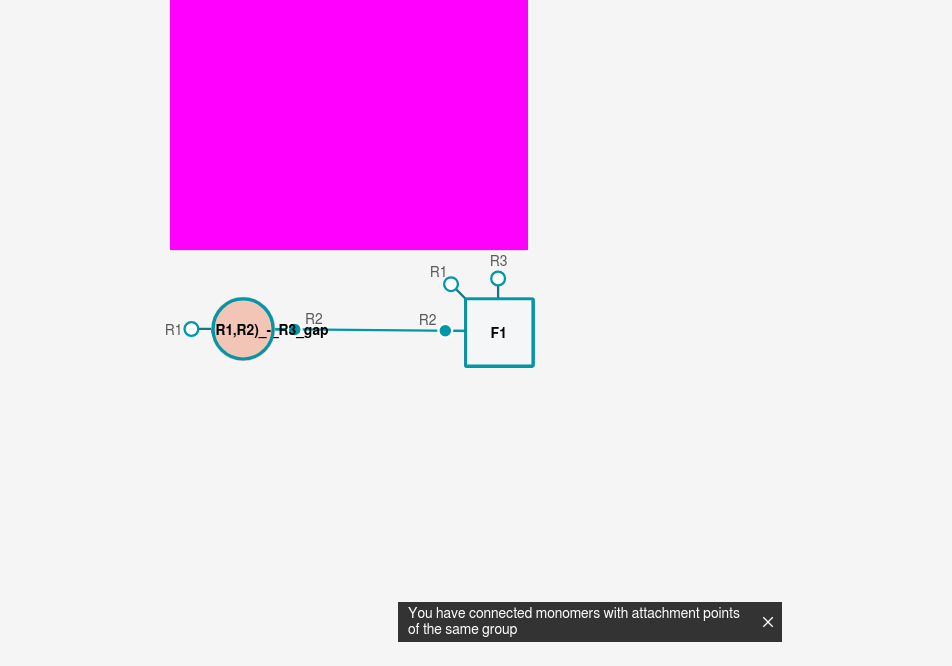 R3
R1
R2
R2
R1
R1,R2)_-_R3_gap
F1
You have connected monomers with attachment points
of the same group